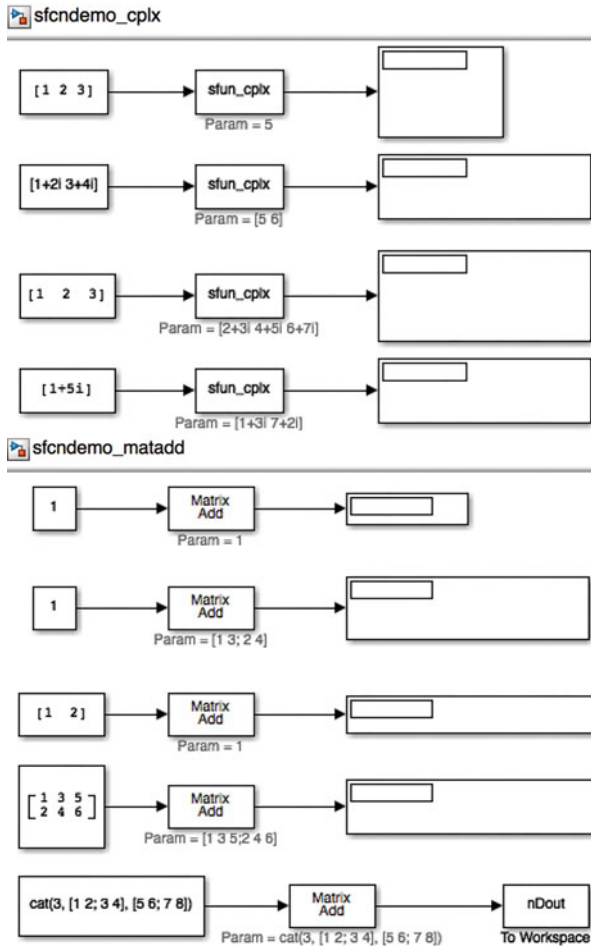 sfcndemo_cplx
[1 2 3]
sfun_cplx
Param = 5
[1+2i 3+4i]
sfun_cplx
Param = [5 6]
[1 2 3]
sfun_cplx
Param = [2+3i 4+5i 6+7i]
[1+5i]
sfun_cplx
Param = [1+3i 7+2i]
sfcndemo_matadd
1
Matrix
Add
Param = 1
1
Matrix
Add
Param = [1 3; 2 4]
[1 2]
Matrix
Add
Param = 1
1 3 5
2 4 6
Matrix
Add
Param = [1 3 5;2 4 6]
cat(3, [1 2; 3 4], [5 6; 7 8])
Matrix
Add
Param = cat(3, [1 2; 3 4], [5 6; 7 8])
nDout
To Workspace